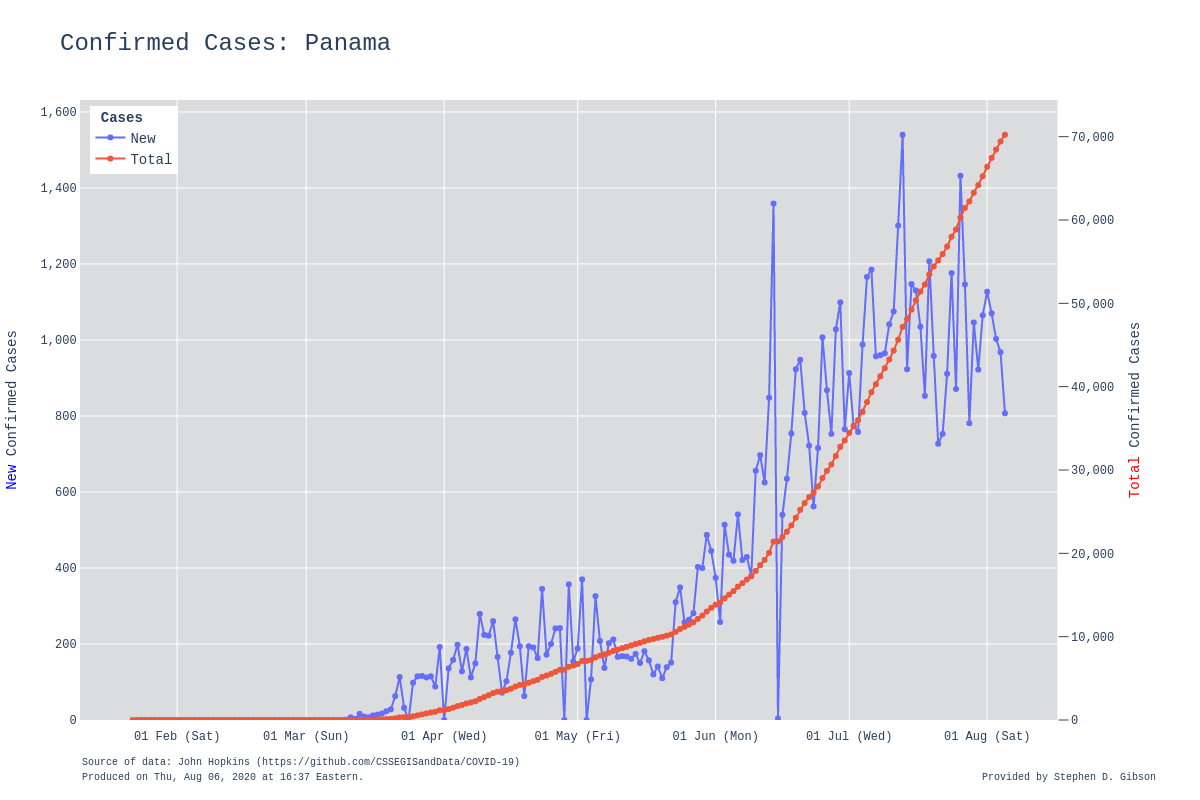 Confirmed Cases: Panama
Cases
New
Total
1,600
1,400
1,200
1,000
800
600
400
200
0
New Confirmed Cases
70,000
60,000
50,000
40,000
30,000
20,000
10,000
0
Total Confirmed Cases
01 Feb (Sat) 01 Mar (Sun) 01 Apr (Wed) 01 May (Fri) 01 Jun (Mon) 01 Jul (Wed) 01 Aug (Sat)
Source of data: John Hopkins (https://github.com/CSSEGISandData/COVID-19)
Produced on Thu, Aug 06, 2020 at 16:37 Eastern.
Provided by Stephen D. Gibson